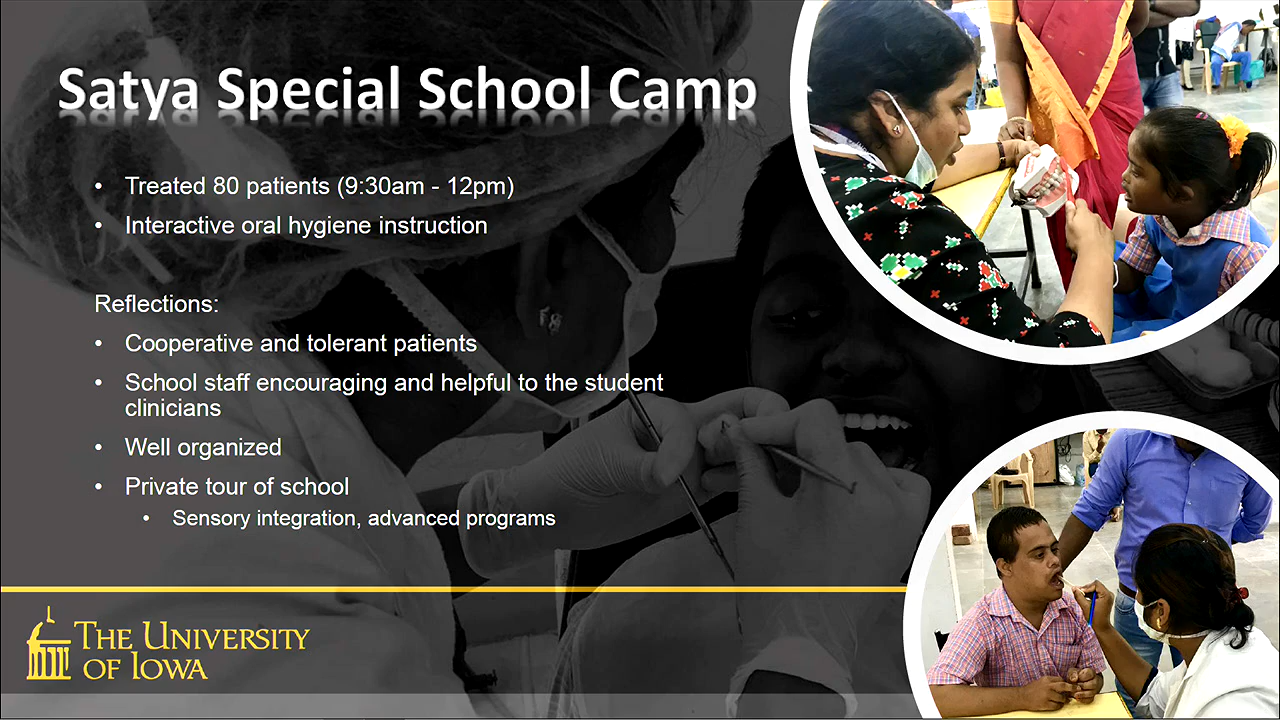 Satya Special School Camp
• Treated 80 patients (9:30am - 12pm)
• Interactive oral hygiene instruction
Reflections:
• Cooperative and tolerant patients
• School staff encouraging and helpful to the student
clinicians
• Well organized
• Private tour of school
• Sensory integration, advanced programs
THE UNIVERSITY
OF IOWA